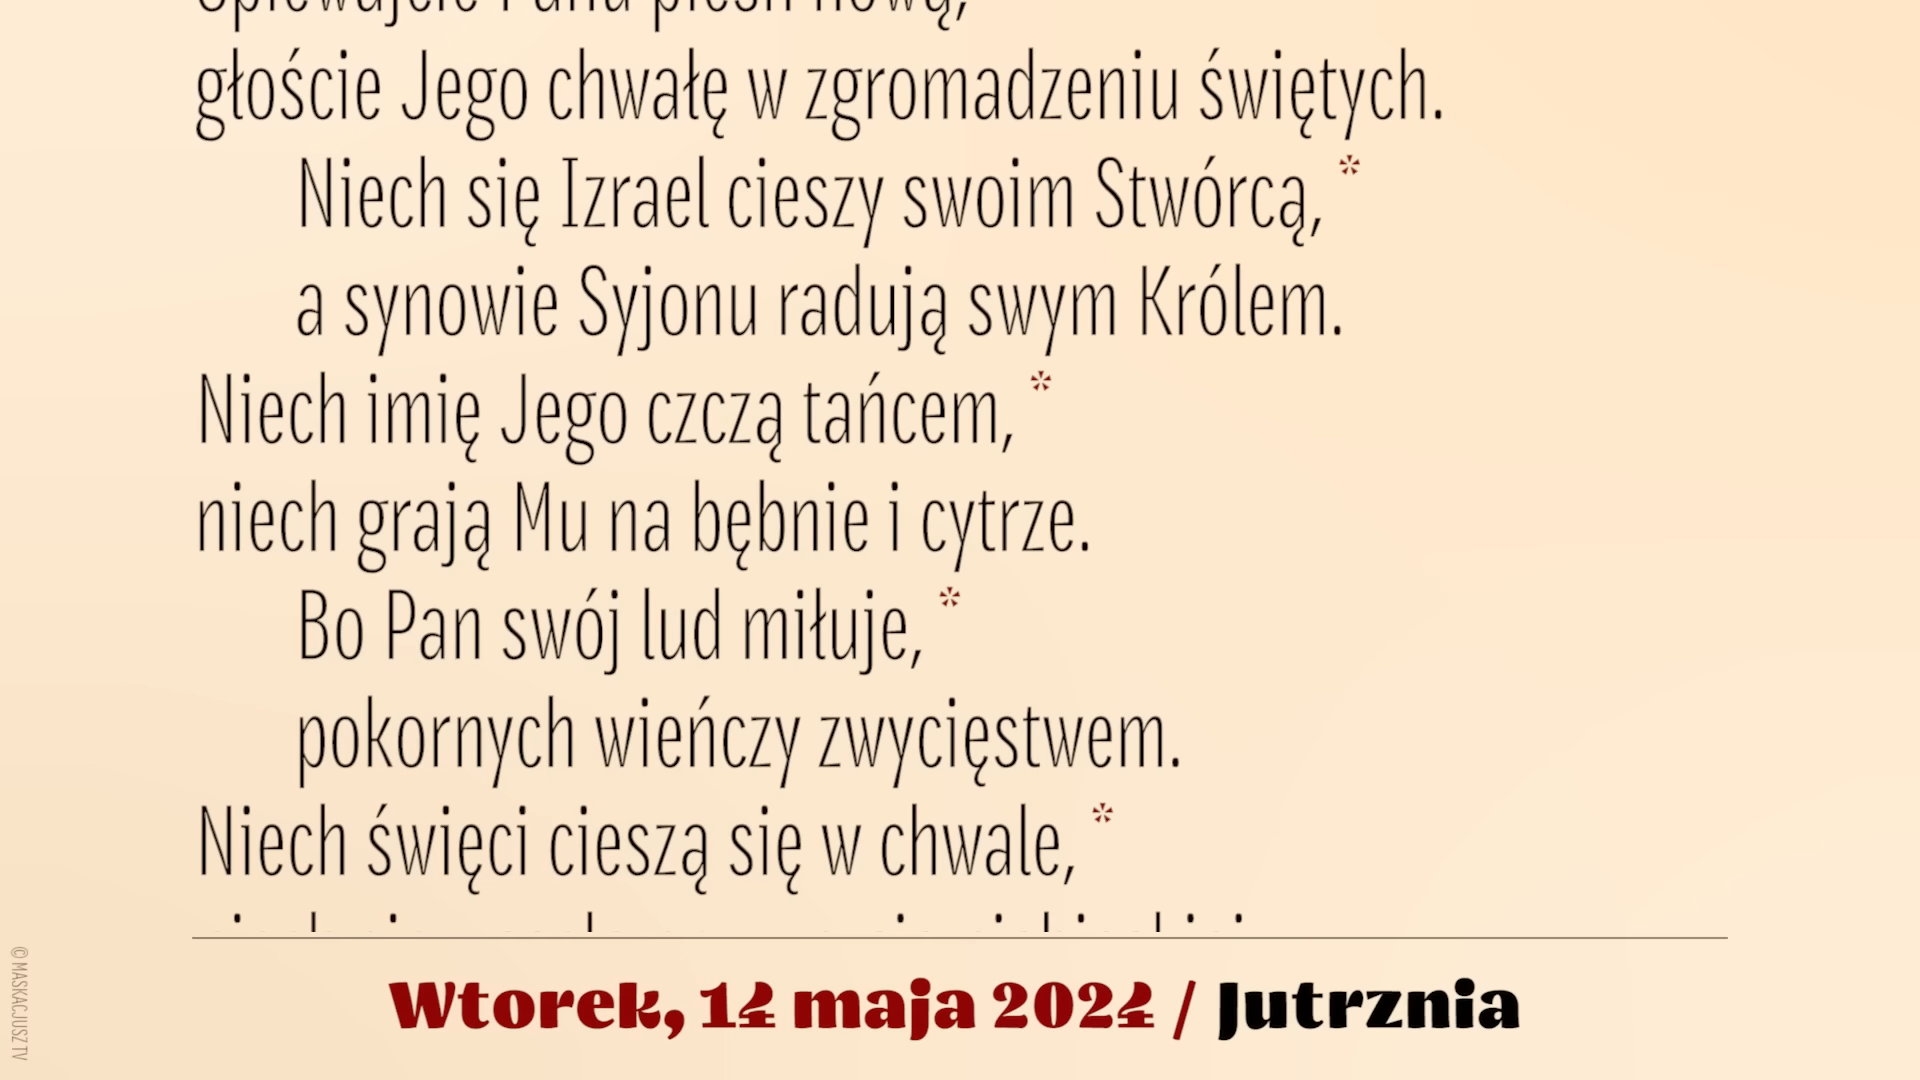 głoście Jego chwałę w zgromadzeniu świętych.
Niech się Izrael cieszy swoim Stwórcą, *
a synowie Syjonu radują swym Królem.
Niech imię Jego czczą tańcem, *
niech grają Mu na bębnie i cytrze.
Bo Pan swój lud miłuje, *
pokornych wieńczy zwycięstwem.
Niech święci cieszą się w chwale, *
Wtorek, 14 maja 2024 / Jutrznia
© MASKACJUSZ TV